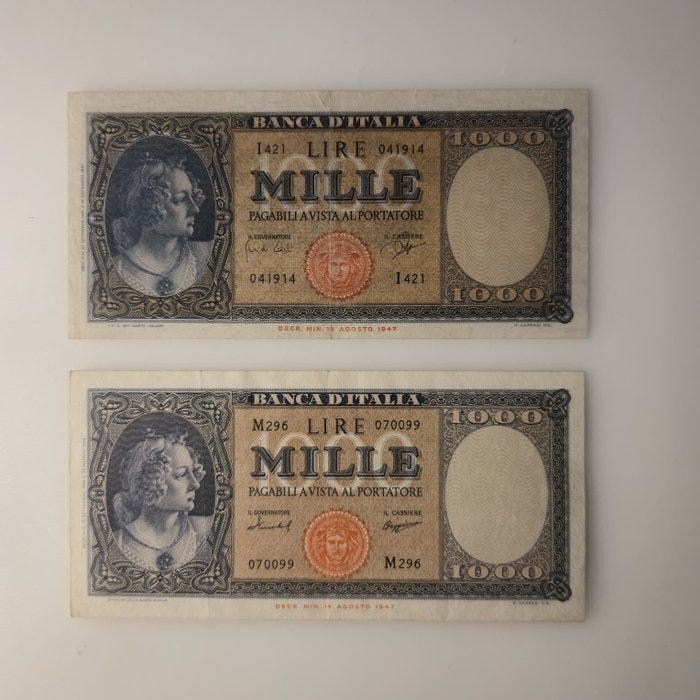 BANCA D'ITALIA
I421 LIRE 041914
1000
1000
MILLE
PAGABILI A VISTA AL PORTATORE
IL GOVERNATORE
IL CASSIERE
041914
I421
1000
DECR. MIN. 14 AGOSTO 1947
BANCA D'ITALIA
M296 LIRE 070099
1000
1000
MILLE
PAGABILI A VISTA AL PORTATORE
IL GOVERNATORE
IL CASSIERE
070099
M296
1000
DECR. MIN. 14 AGOSTO 1947